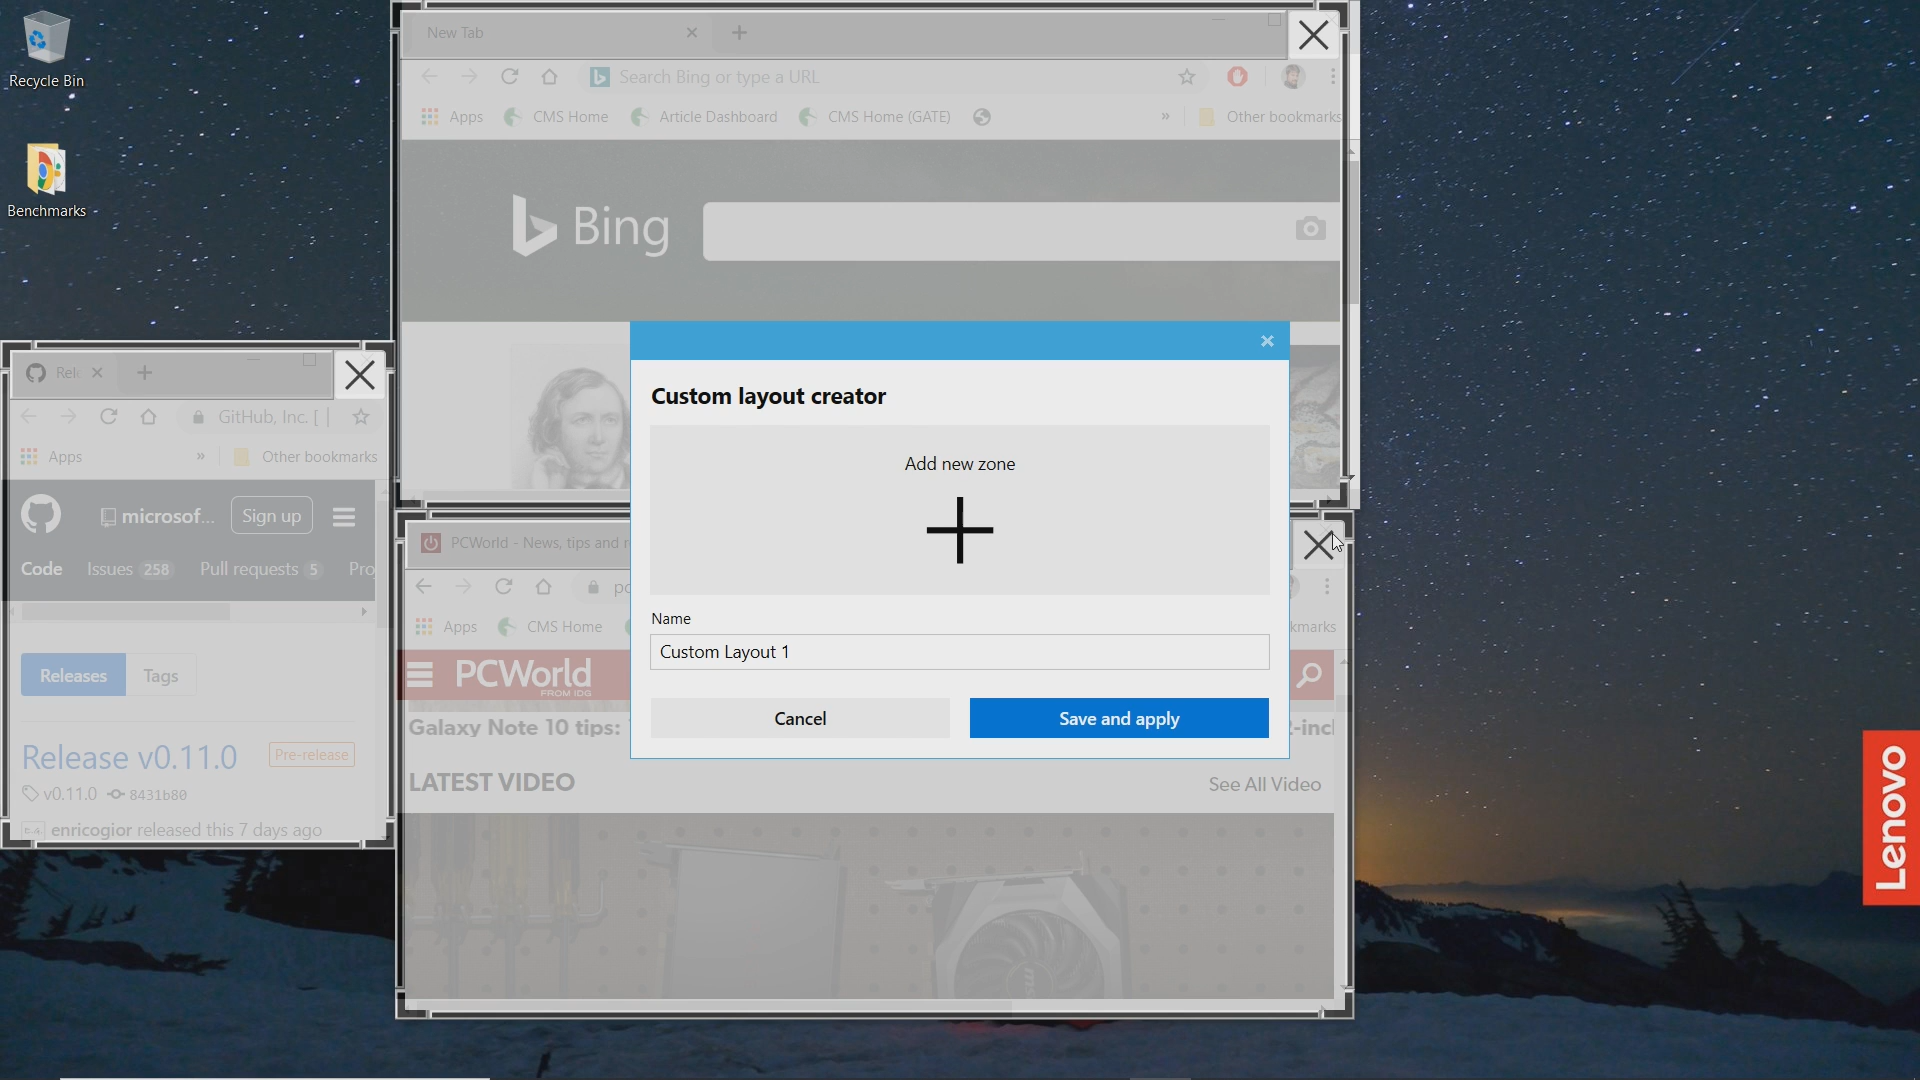 Recycle Bin
Benchmarks
New Tab
Search Bing or type a URL
Apps CMS Home Article Dashboard CMS Home (GATE) » Other bookmarks
Bing
GitHub, Inc. [
Apps » Other bookmarks
microsof... Sign up
Code Issues 258 Pull requests 5 Pro
Releases Tags
Release v0.11.0 Pre-release
v0.11.0 8431b80
enricogior released this 7 days ago
Custom layout creator
Add new zone
Name
Custom Layout 1
Cancel Save and apply
PCWorld - News, tips and r
Apps CMS Home
PCWorld
FROM IDG
Galaxy Note 10 tips:
LATEST VIDEO See All Video
Lenovo